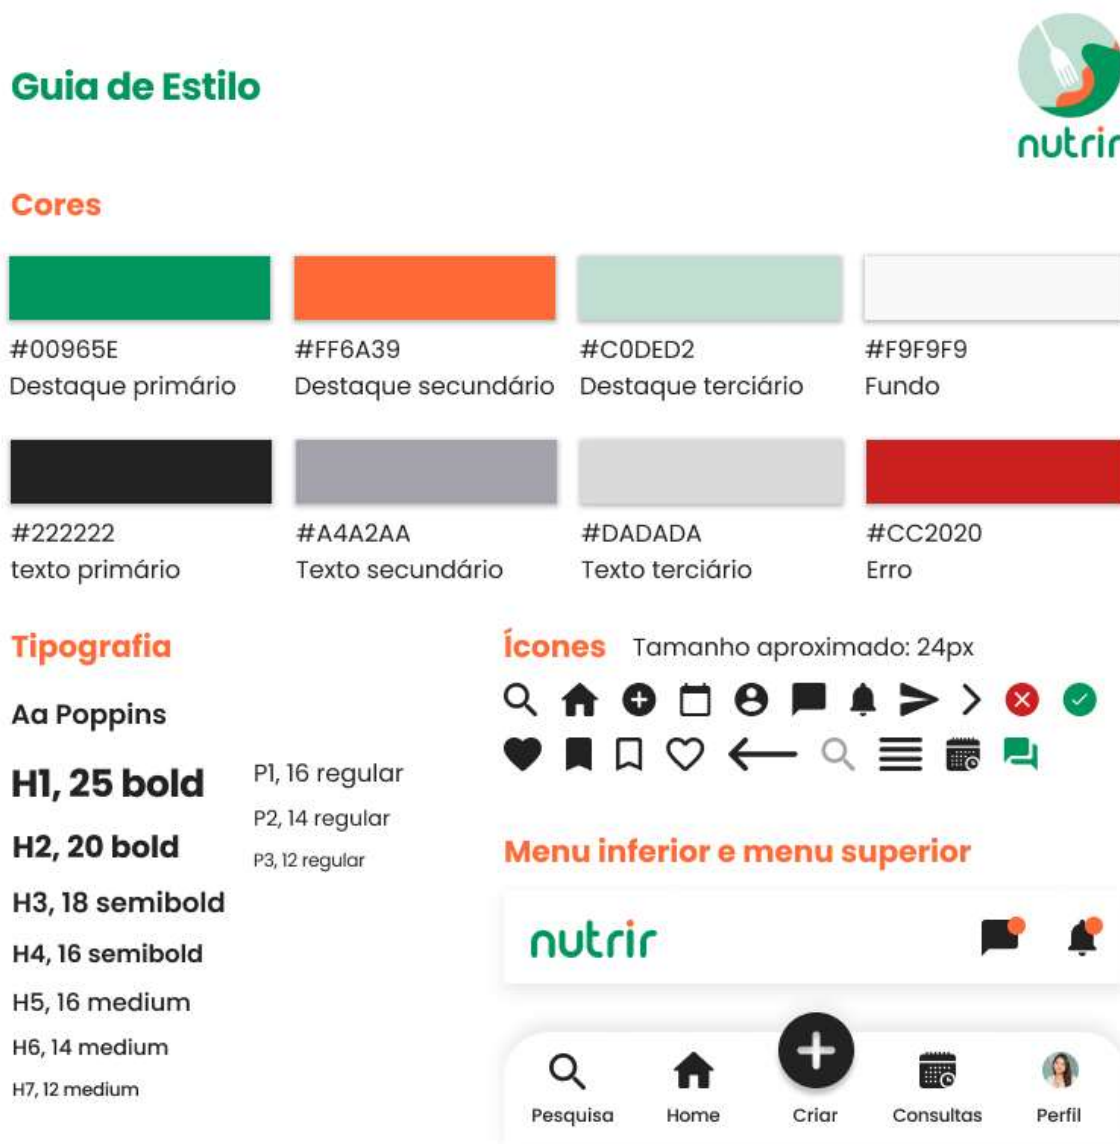 Guia de Estilo
nutrir
Cores
#00965E
Destaque primário
#FF6A39
Destaque secundário
#C0DED2
Destaque terciário
#F9F9F9
Fundo
#222222
texto primário
#A4A2AA
Texto secundário
#DADADA
Texto terciário
#CC2020
Erro
Tipografia
Aa Poppins
H1, 25 bold
H2, 20 bold
H3, 18 semibold
H4, 16 semibold
H5, 16 medium
H6, 14 medium
H7, 12 medium
P1, 16 regular
P2, 14 regular
P3, 12 regular
Ícones Tamanho aproximado: 24px
Menu inferior e menu superior
nutrir
Pesquisa Home Criar Consultas Perfil